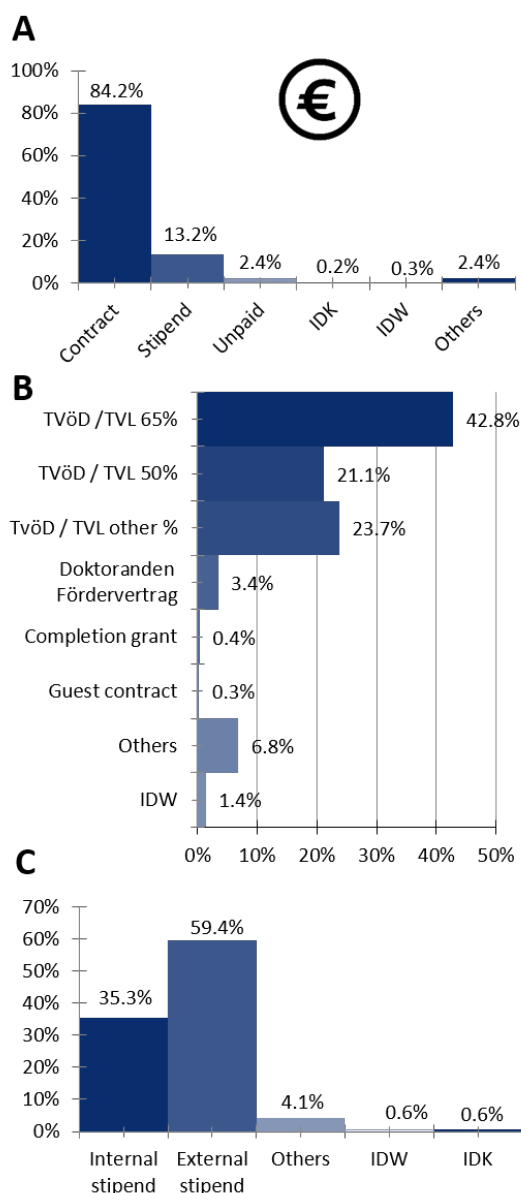 A
100%
84.2%
€
80%
60%
40%
20%
13.2%
2.4%
0.2%
0.3%
2.4%
0%
Contract
Stipend
Unpaid
IDK
IDW
Others
B
TVöD /TVL 65%
42.8%
TVöD / TVL 50%
21.1%
TvöD / TVL other %
23.7%
Doktoranden
Fördervertrag
3.4%
Completion grant
0.4%
Guest contract
0.3%
Others
6.8%
IDW
1.4%
0% 10% 20% 30% 40% 50%
C
70%
60%
59.4%
50%
40%
35.3%
30%
20%
10%
4.1%
0.6%
0.6%
0%
Internal
stipend
External
stipend
Others
IDW
IDK